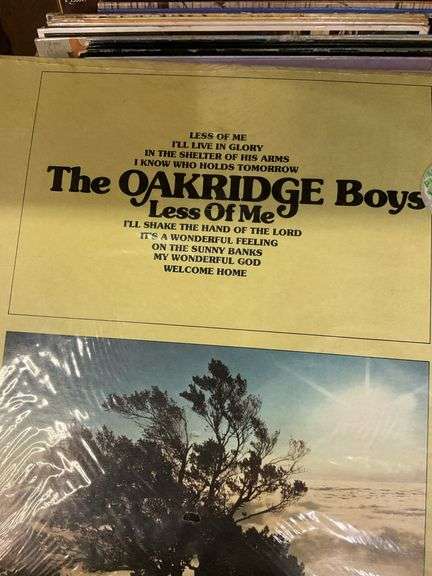 LESS OF ME
I'LL LIVE IN GLORY
IN THE SHELTER OF HIS ARMS
I KNOW WHO HOLDS TOMORROW
The OAKRIDGE Boys
Less Of Me
I'LL SHAKE THE HAND OF THE LORD
IT'S A WONDERFUL FEELING
ON THE SUNNY BANKS
MY WONDERFUL GOD
WELCOME HOME